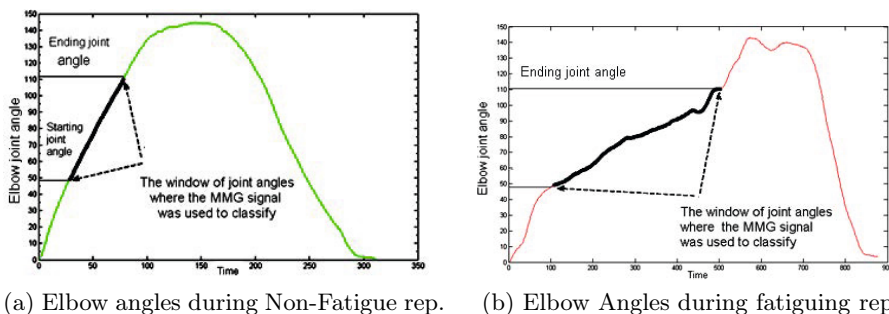 150
140
130
120
110
100
90
80
70
60
50
40
30
20
10
0
Elbow joint angle
Ending joint
angle
Starting
joint
angle
The window of joint angles
where the MMG signal
was used to classify
0 50 100 150 200 250 300 350
Time
(a) Elbow angles during Non-Fatigue rep.
150
140
130
120
110
100
90
80
70
60
50
40
30
20
10
0
Elbow joint angle
Ending joint angle
The window of joint angles
where the MMG signal
was used to classify
0 100 200 300 400 500 600 700 800 900
Time
(b) Elbow Angles during fatiguing rep